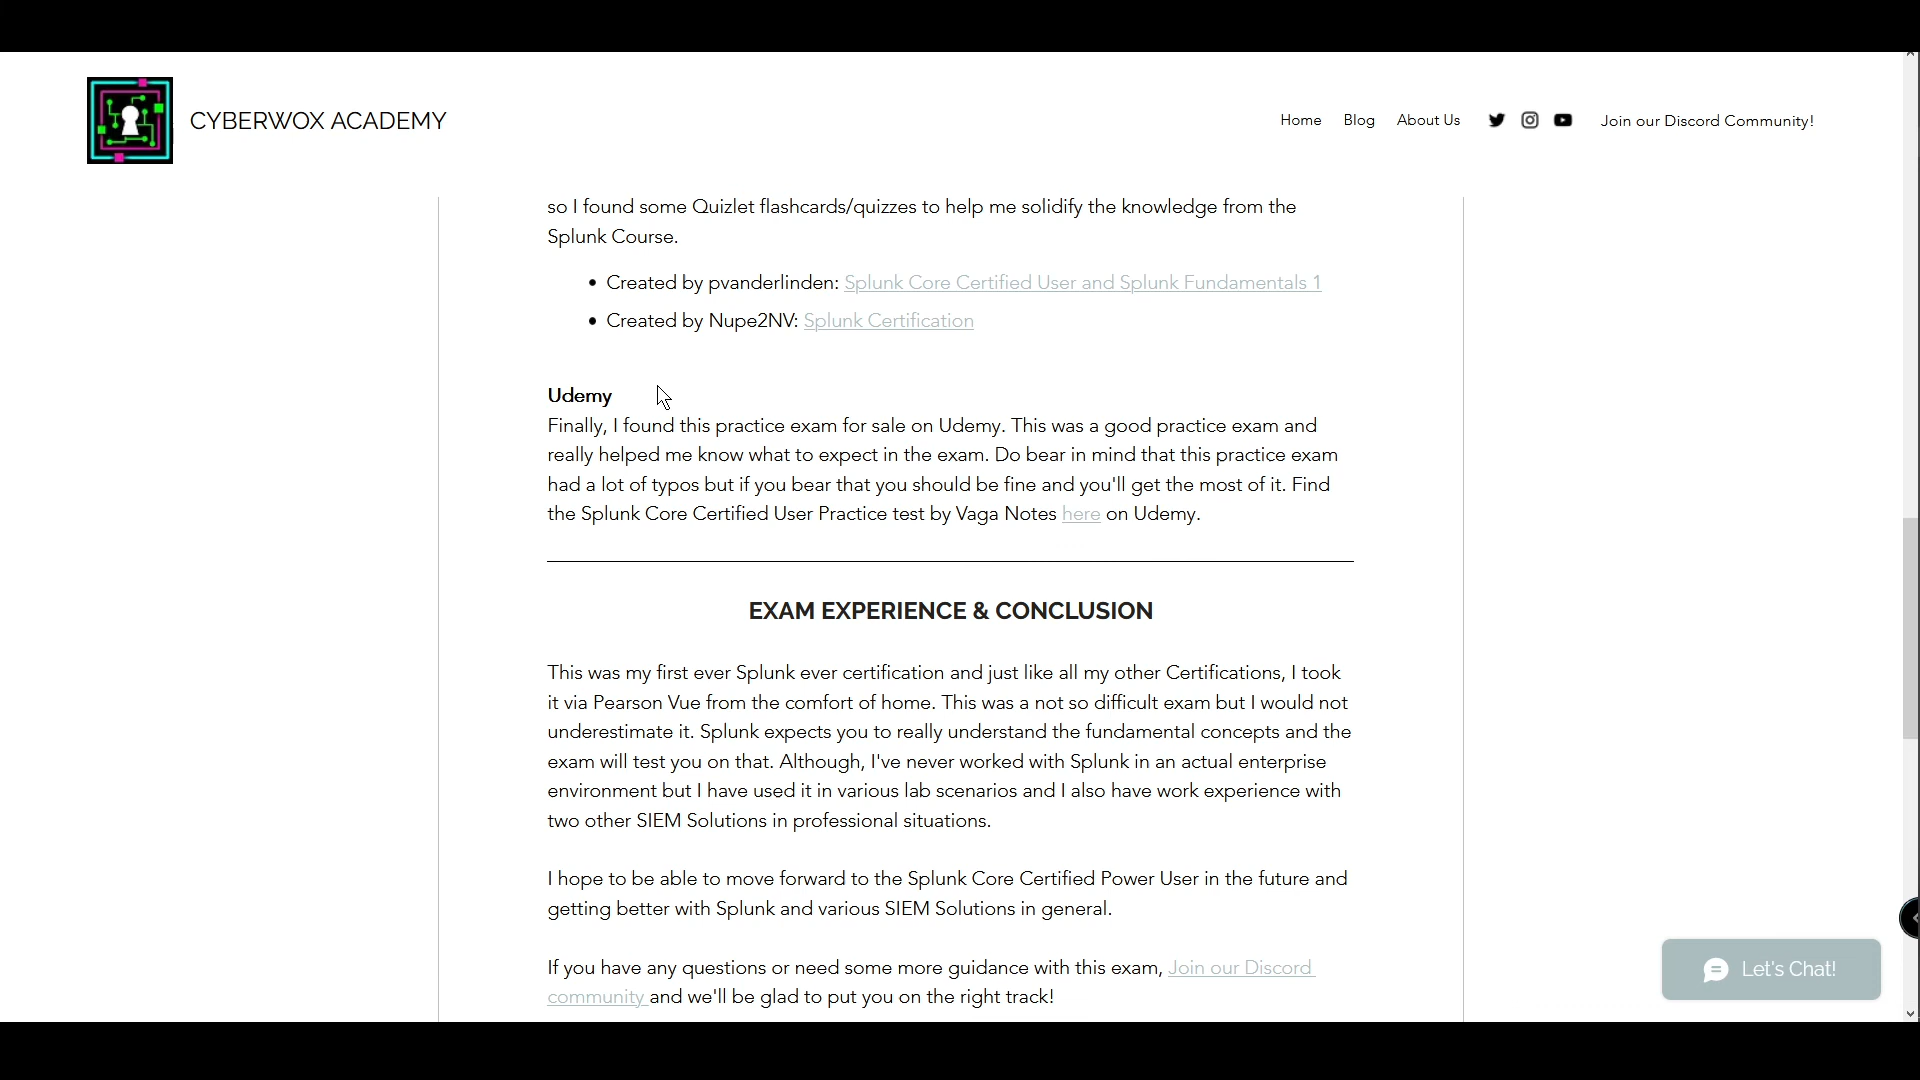 CYBERWOX ACADEMY
Home Blog About Us Join our Discord Community!
so I found some Quizlet flashcards/quizzes to help me solidify the knowledge from the
Splunk Course.
• Created by pvanderlinden: Splunk Core Certified User and Splunk Fundamentals 1
• Created by Nupe2NV: Splunk Certification
Udemy
Finally, I found this practice exam for sale on Udemy. This was a good practice exam and
really helped me know what to expect in the exam. Do bear in mind that this practice exam
had a lot of typos but if you bear that you should be fine and you'll get the most of it. Find
the Splunk Core Certified User Practice test by Vaga Notes here on Udemy.
EXAM EXPERIENCE & CONCLUSION
This was my first ever Splunk ever certification and just like all my other Certifications, I took
it via Pearson Vue from the comfort of home. This was a not so difficult exam but I would not
underestimate it. Splunk expects you to really understand the fundamental concepts and the
exam will test you on that. Although, I've never worked with Splunk in an actual enterprise
environment but I have used it in various lab scenarios and I also have work experience with
two other SIEM Solutions in professional situations.
I hope to be able to move forward to the Splunk Core Certified Power User in the future and
getting better with Splunk and various SIEM Solutions in general.
If you have any questions or need some more guidance with this exam, Join our Discord
community and we'll be glad to put you on the right track!
Let's Chat!